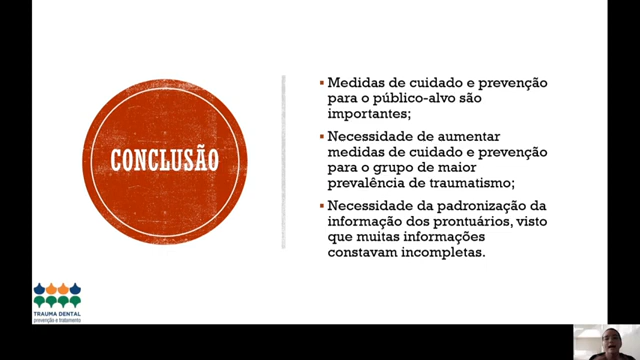 CONCLUSÃO
▪ Medidas de cuidado e prevenção
para o público-alvo são
importantes;
▪ Necessidade de aumentar
medidas de cuidado e prevenção
para o grupo de maior
prevalência de traumatismo;
▪ Necessidade da padronização da
informação dos prontuários, visto
que muitas informações
constavam incompletas.
TRAUMA DENTAL
prevenção e tratamento